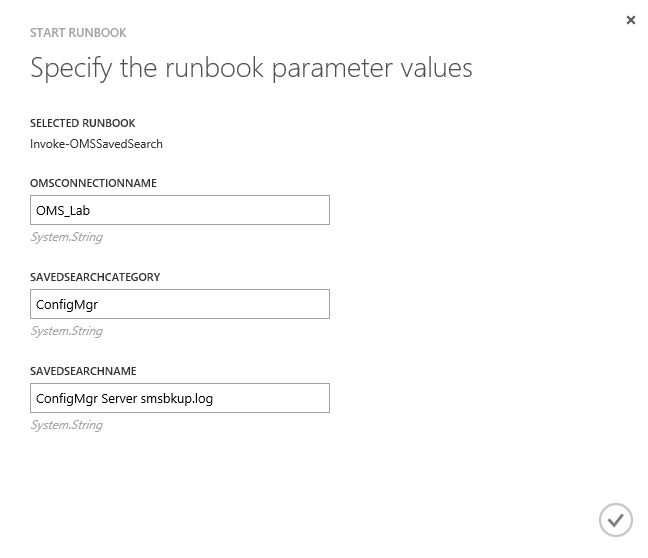 START RUNBOOK
Specify the runbook parameter values
SELECTED RUNBOOK
Invoke-OMSSavedSearch
OMSCONNECTIONNAME
OMS_Lab
System.String
SAVEDSEARCHCATEGORY
ConfigMgr
System.String
SAVEDSEARCHNAME
ConfigMgr Server smsbkup.log
System.String